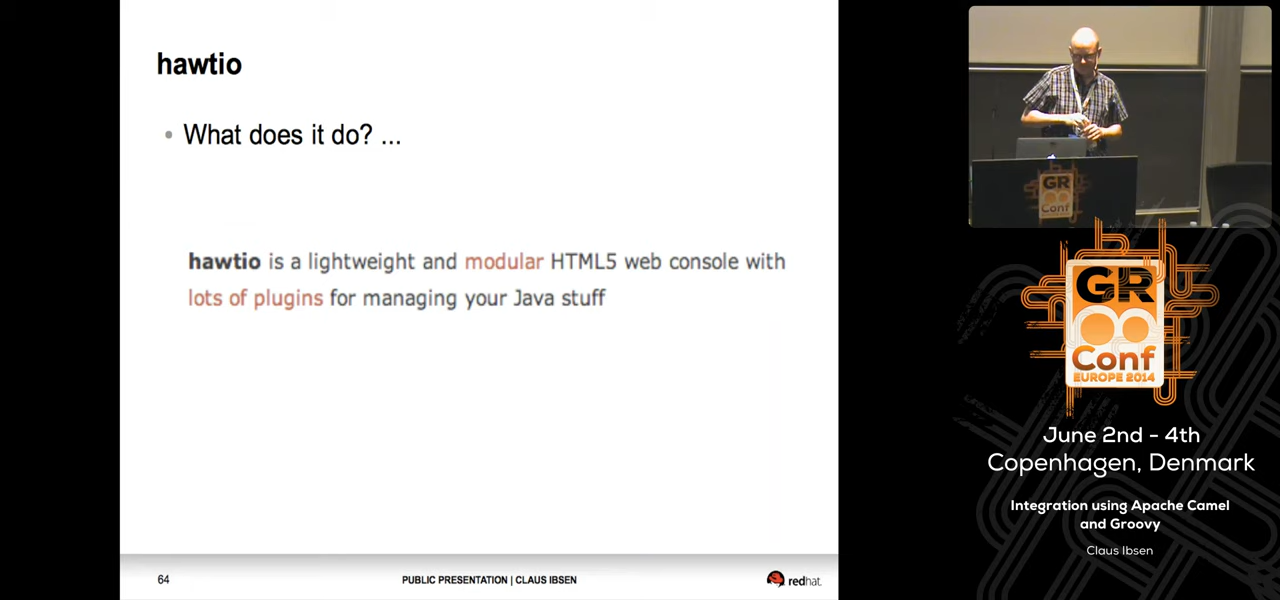 hawtio
• What does it do? ...
hawtio is a lightweight and modular HTML5 web console with
lots of plugins for managing your Java stuff
64
PUBLIC PRESENTATION | CLAUS IBSEN
redhat.
GR
Conf
GR
Conf
EUROPE 2014
June 2nd - 4th
Copenhagen, Denmark
Integration using Apache Camel
and Groovy
Claus Ibsen